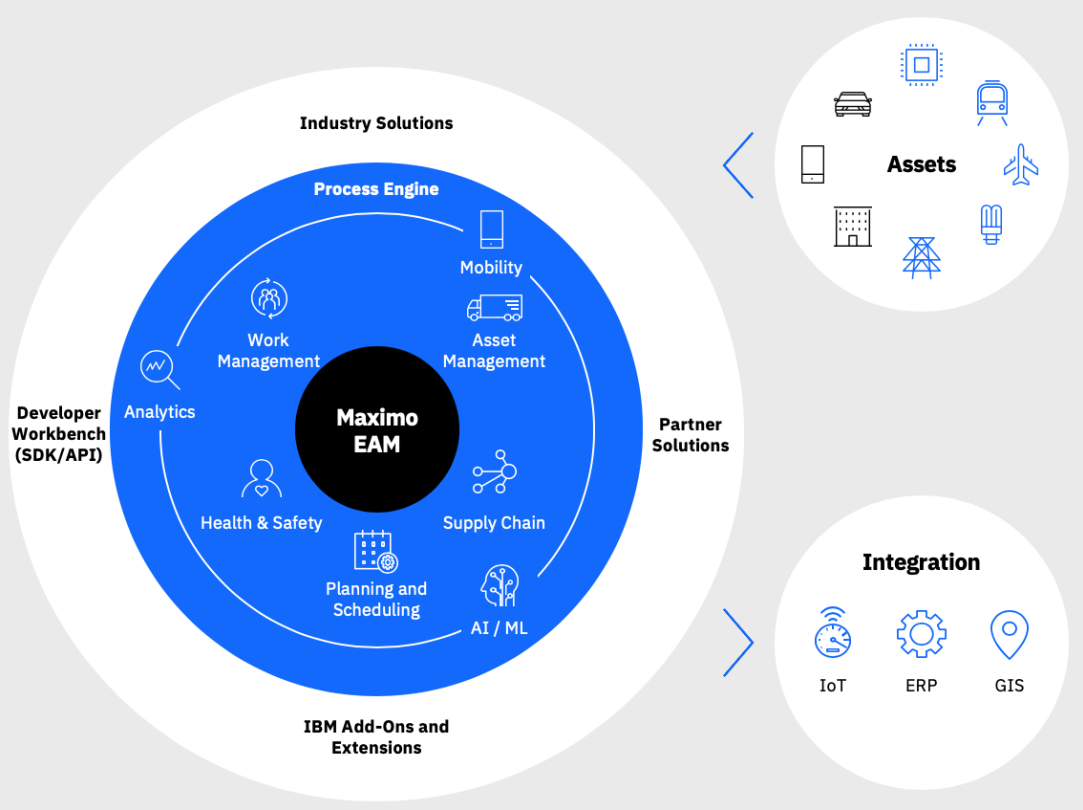 Industry Solutions
Process Engine
Mobility
Work
Management
Asset
Management
Analytics
Maximo
EAM
Developer
Workbench
(SDK/API)
Partner
Solutions
Health & Safety
Supply Chain
Planning and
Scheduling
AI / ML
IBM Add-Ons and
Extensions
Assets
Integration
IoT
ERP
GIS